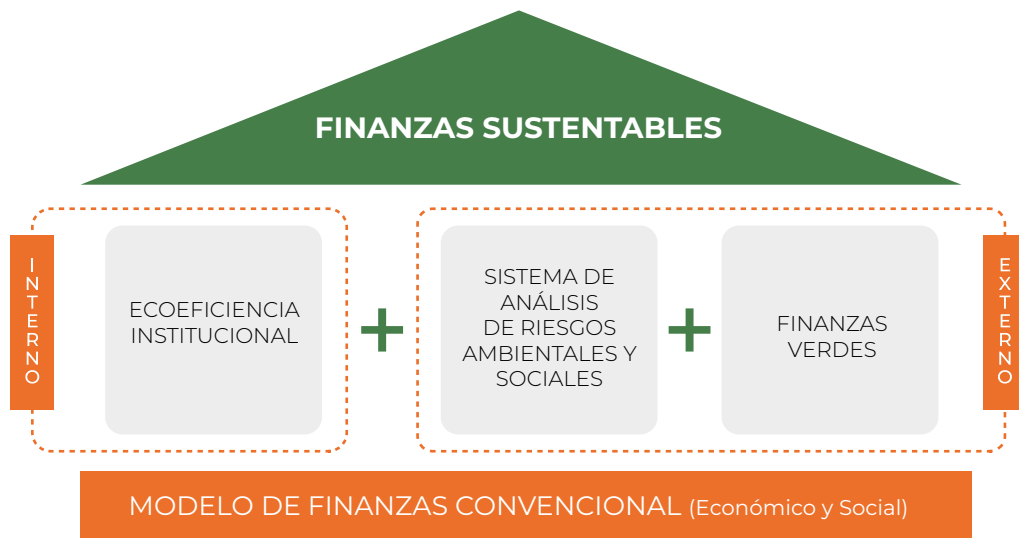 FINANZAS SUSTENTABLES
INTERNO
ECOEFICIENCIA
INSTITUCIONAL
+
SISTEMA DE
ANÁLISIS
DE RIESGOS
AMBIENTALES Y
SOCIALES
+
FINANZAS
VERDES
EXTERNO
MODELO DE FINANZAS CONVENCIONAL (Económico y Social)